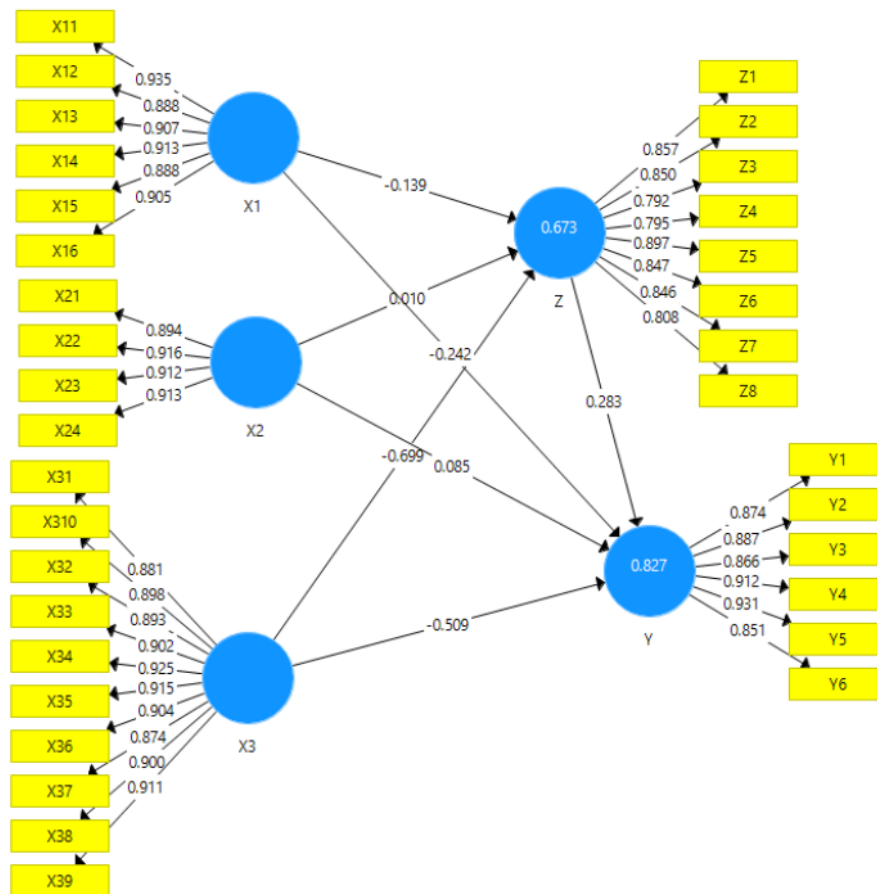 X11
X12
X13
X14
X15
X16
0.935
0.888
0.907
0.913
0.888
0.905
X1
X21
X22
X23
X24
0.894
0.916
0.912
0.913
X2
X31
X310
X32
X33
X34
X35
X36
X37
X38
X39
0.881
0.898
0.893
0.902
0.925
0.915
0.904
0.874
0.900
0.911
X3
-0.139
0.010
-0.242
-0.699
0.085
-0.509
0.283
0.673
Z
0.857
0.850
0.792
0.795
0.897
0.847
0.846
0.808
Z1
Z2
Z3
Z4
Z5
Z6
Z7
Z8
0.827
Y
0.874
0.887
0.866
0.912
0.931
0.851
Y1
Y2
Y3
Y4
Y5
Y6